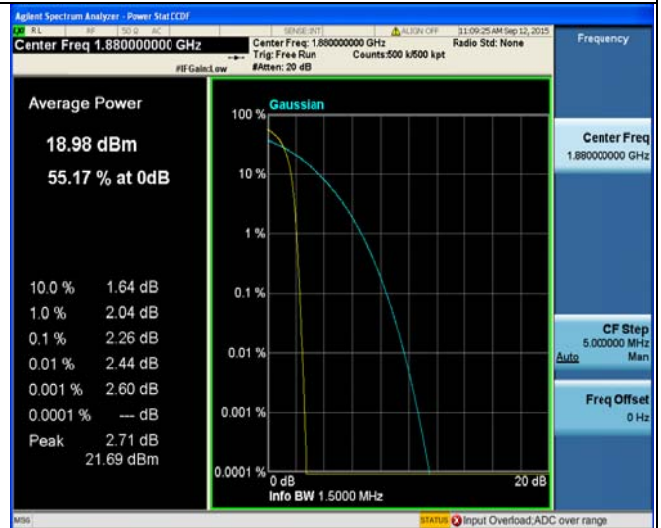 Agilent Spectrum Analyzer - Power Stat CCDF
RL RF 50 Ω AC SENSE:INT ALIGN OFF 11:09:25 AM Sep 12, 2015
Center Freq 1.880000000 GHz
Center Freq: 1.880000000 GHz
Radio Std: None
Trig: Free Run Counts:500 k/500 kpt
#IFGain:Low #Atten: 20 dB
Frequency
Average Power
18.98 dBm
55.17 % at 0dB
10.0 % 1.64 dB
1.0 % 2.04 dB
0.1 % 2.26 dB
0.01 % 2.44 dB
0.001 % 2.60 dB
0.0001 % --- dB
Peak 2.71 dB
21.69 dBm
Gaussian
100 %
10 %
1 %
0.1 %
0.01 %
0.001 %
0.0001 %
0 dB 20 dB
Info BW 1.5000 MHz
Center Freq
1.880000000 GHz
CF Step
5.000000 MHz
Auto Man
Freq Offset
0 Hz
MSG STATUS Input Overload;ADC over range